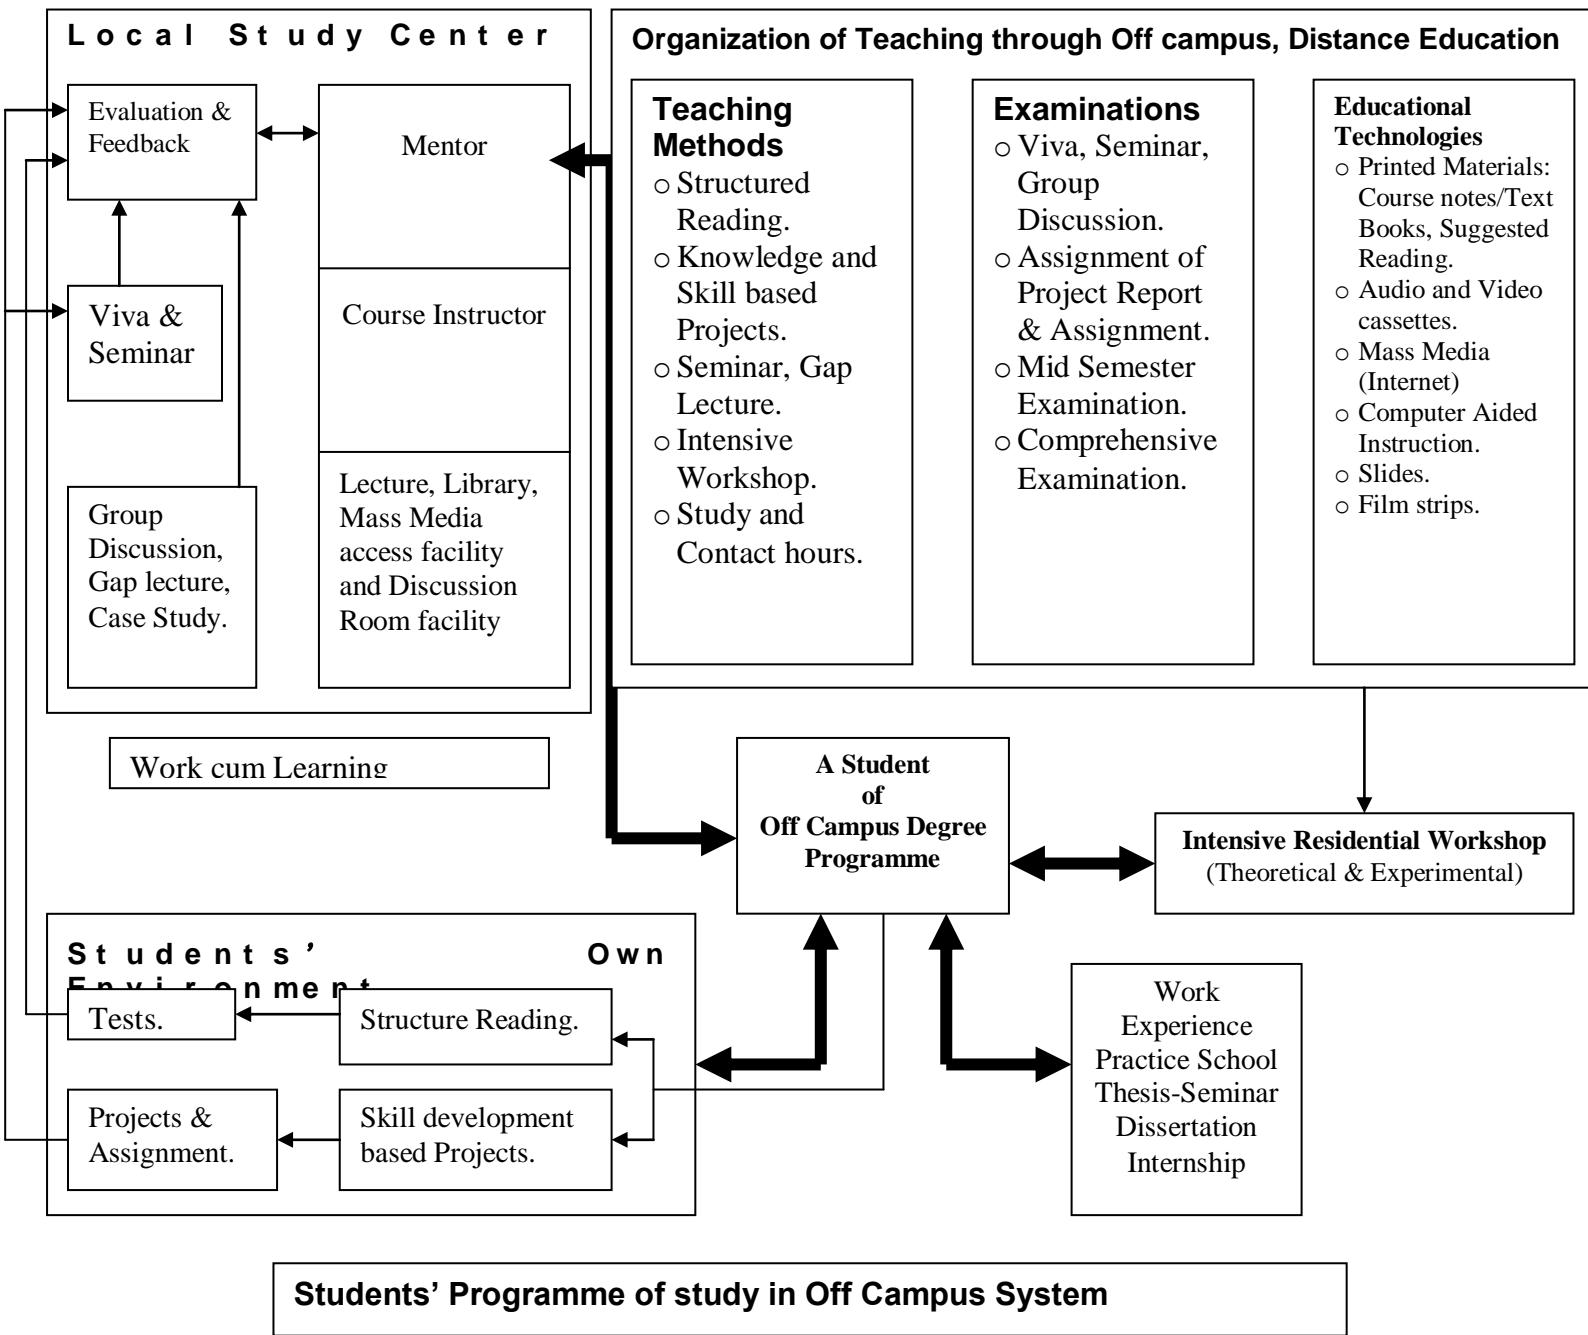 Local Study Center
Evaluation &
Feedback
Mentor
Viva &
Seminar
Course Instructor
Group
Discussion,
Gap lecture,
Case Study.
Lecture, Library,
Mass Media
access facility
and Discussion
Room facility
Organization of Teaching through Off campus, Distance Education
Teaching
Methods
o Structured
Reading.
o Knowledge and
Skill based
Projects.
o Seminar, Gap
Lecture.
o Intensive
Workshop.
o Study and
Contact hours.
Examinations
o Viva, Seminar,
Group
Discussion.
o Assignment of
Project Report
& Assignment.
o Mid Semester
Examination.
o Comprehensive
Examination.
Educational
Technologies
o Printed Materials:
Course notes/Text
Books, Suggested
Reading.
o Audio and Video
cassettes.
o Mass Media
(Internet)
o Computer Aided
Instruction.
o Slides.
o Film strips.
Work cum Learning
A Student
of
Off Campus Degree
Programme
Intensive Residential Workshop
(Theoretical & Experimental)
Students’ Own
Environment
Tests.
Structure Reading.
Projects &
Assignment.
Skill development
based Projects.
Work
Experience
Practice School
Thesis-Seminar
Dissertation
Internship
Students’ Programme of study in Off Campus System